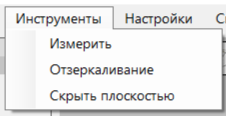 Инструменты Настройки
Измерить
Отзеркаливание
Скрыть плоскостью